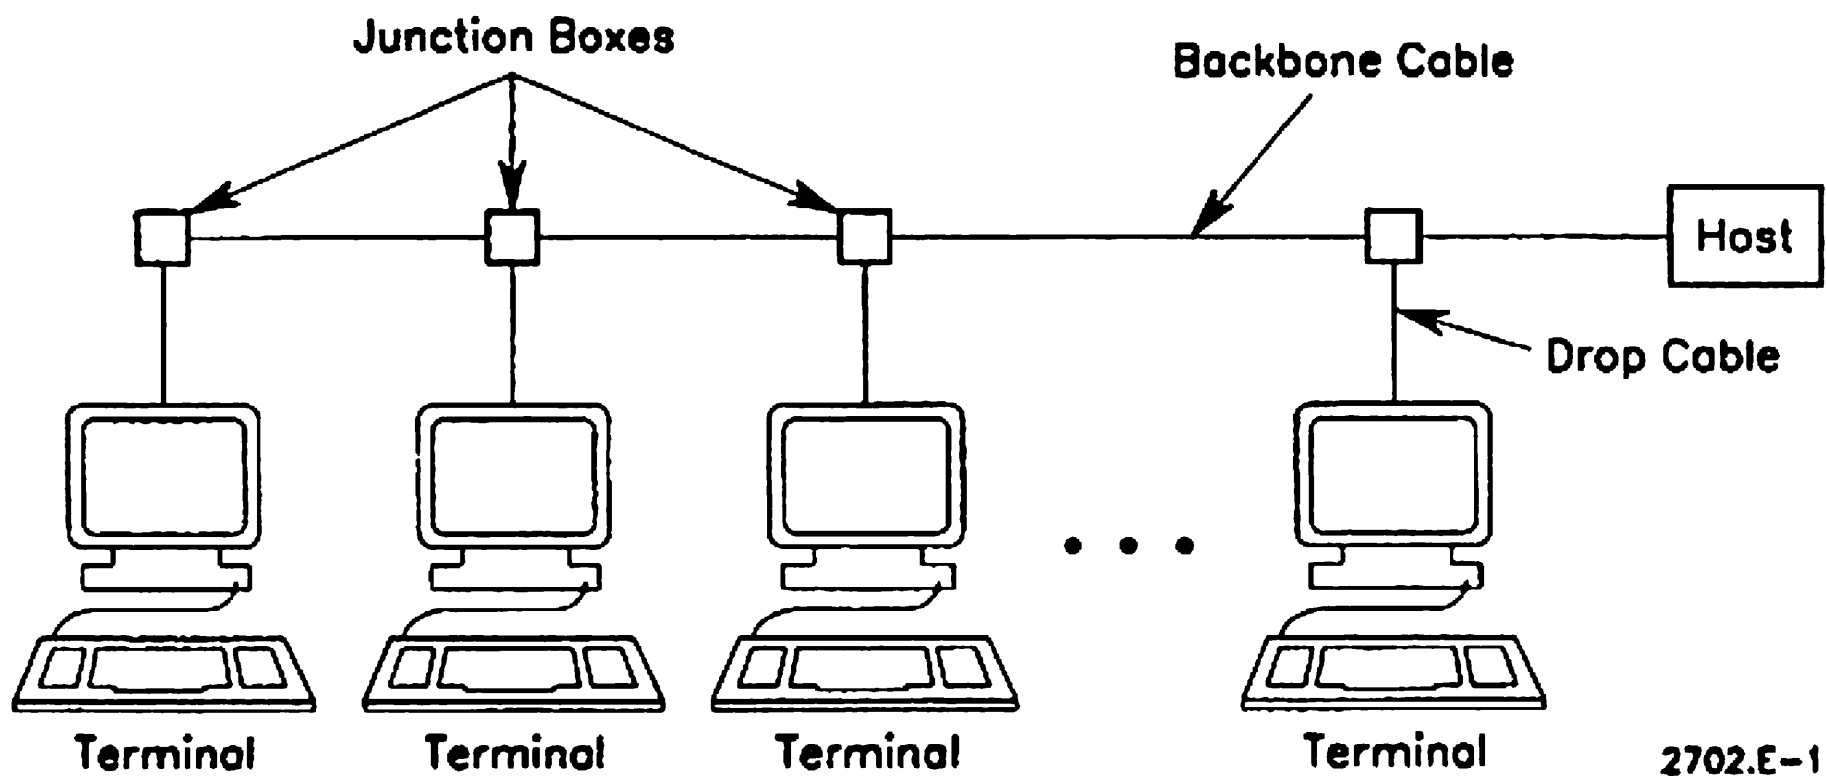 Junction Boxes
Backbone Cable
Host
Drop Cable
Terminal
Terminal
Terminal
Terminal
2702.E-1